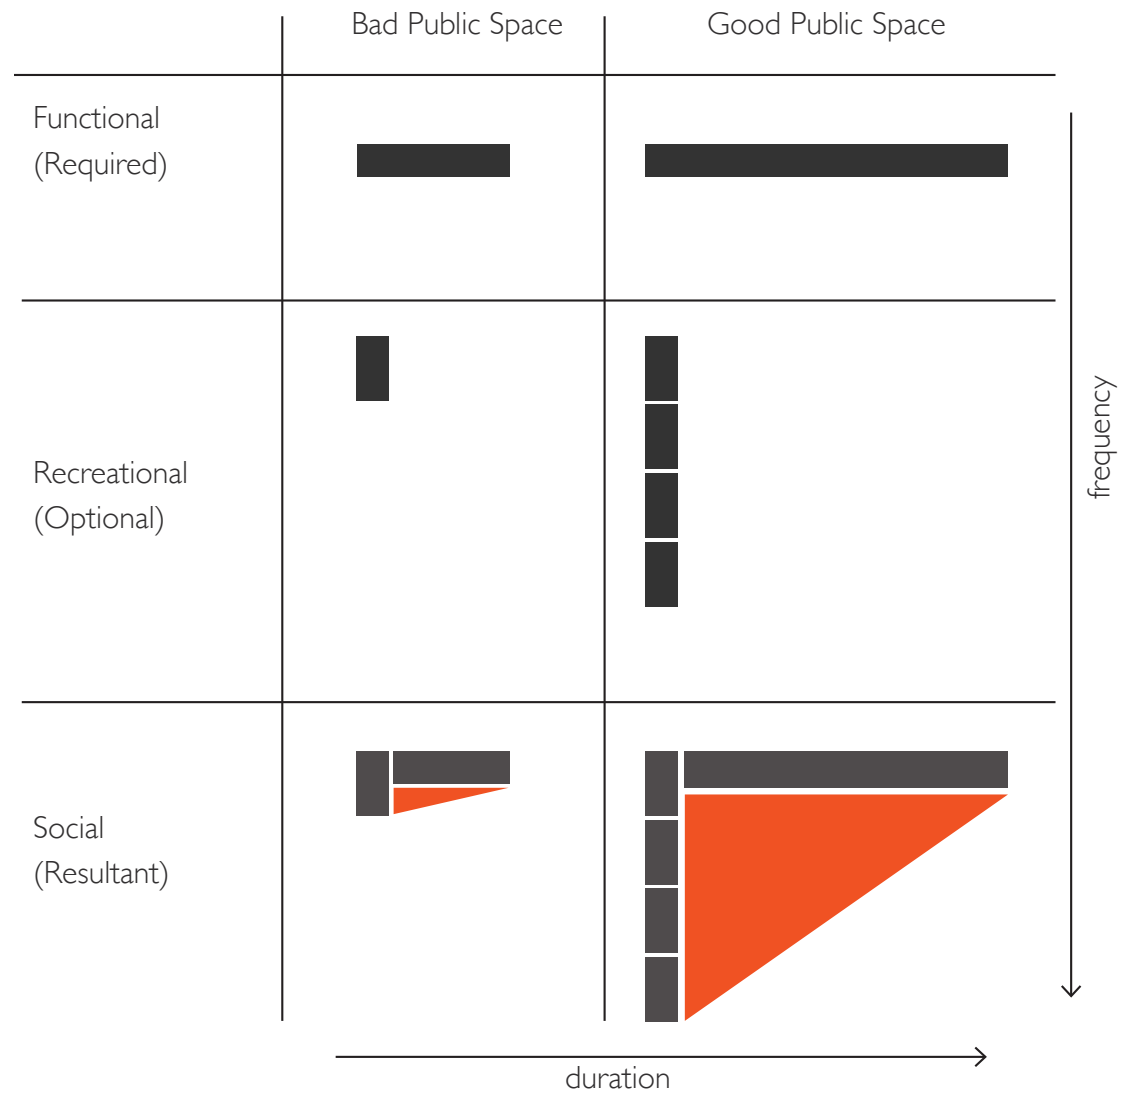 Bad Public Space
Good Public Space
Functional
(Required)
Recreational
(Optional)
Social
(Resultant)
frequency
duration